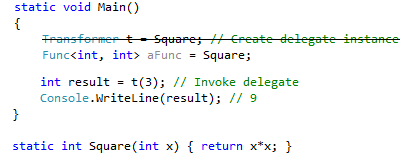 static void Main()
{
Transformer t = Square; // Create delegate instance
Func<int, int> aFunc = Square;
int result = t(3); // Invoke delegate
Console.WriteLine(result); // 9
}
static int Square(int x) { return x*x; }